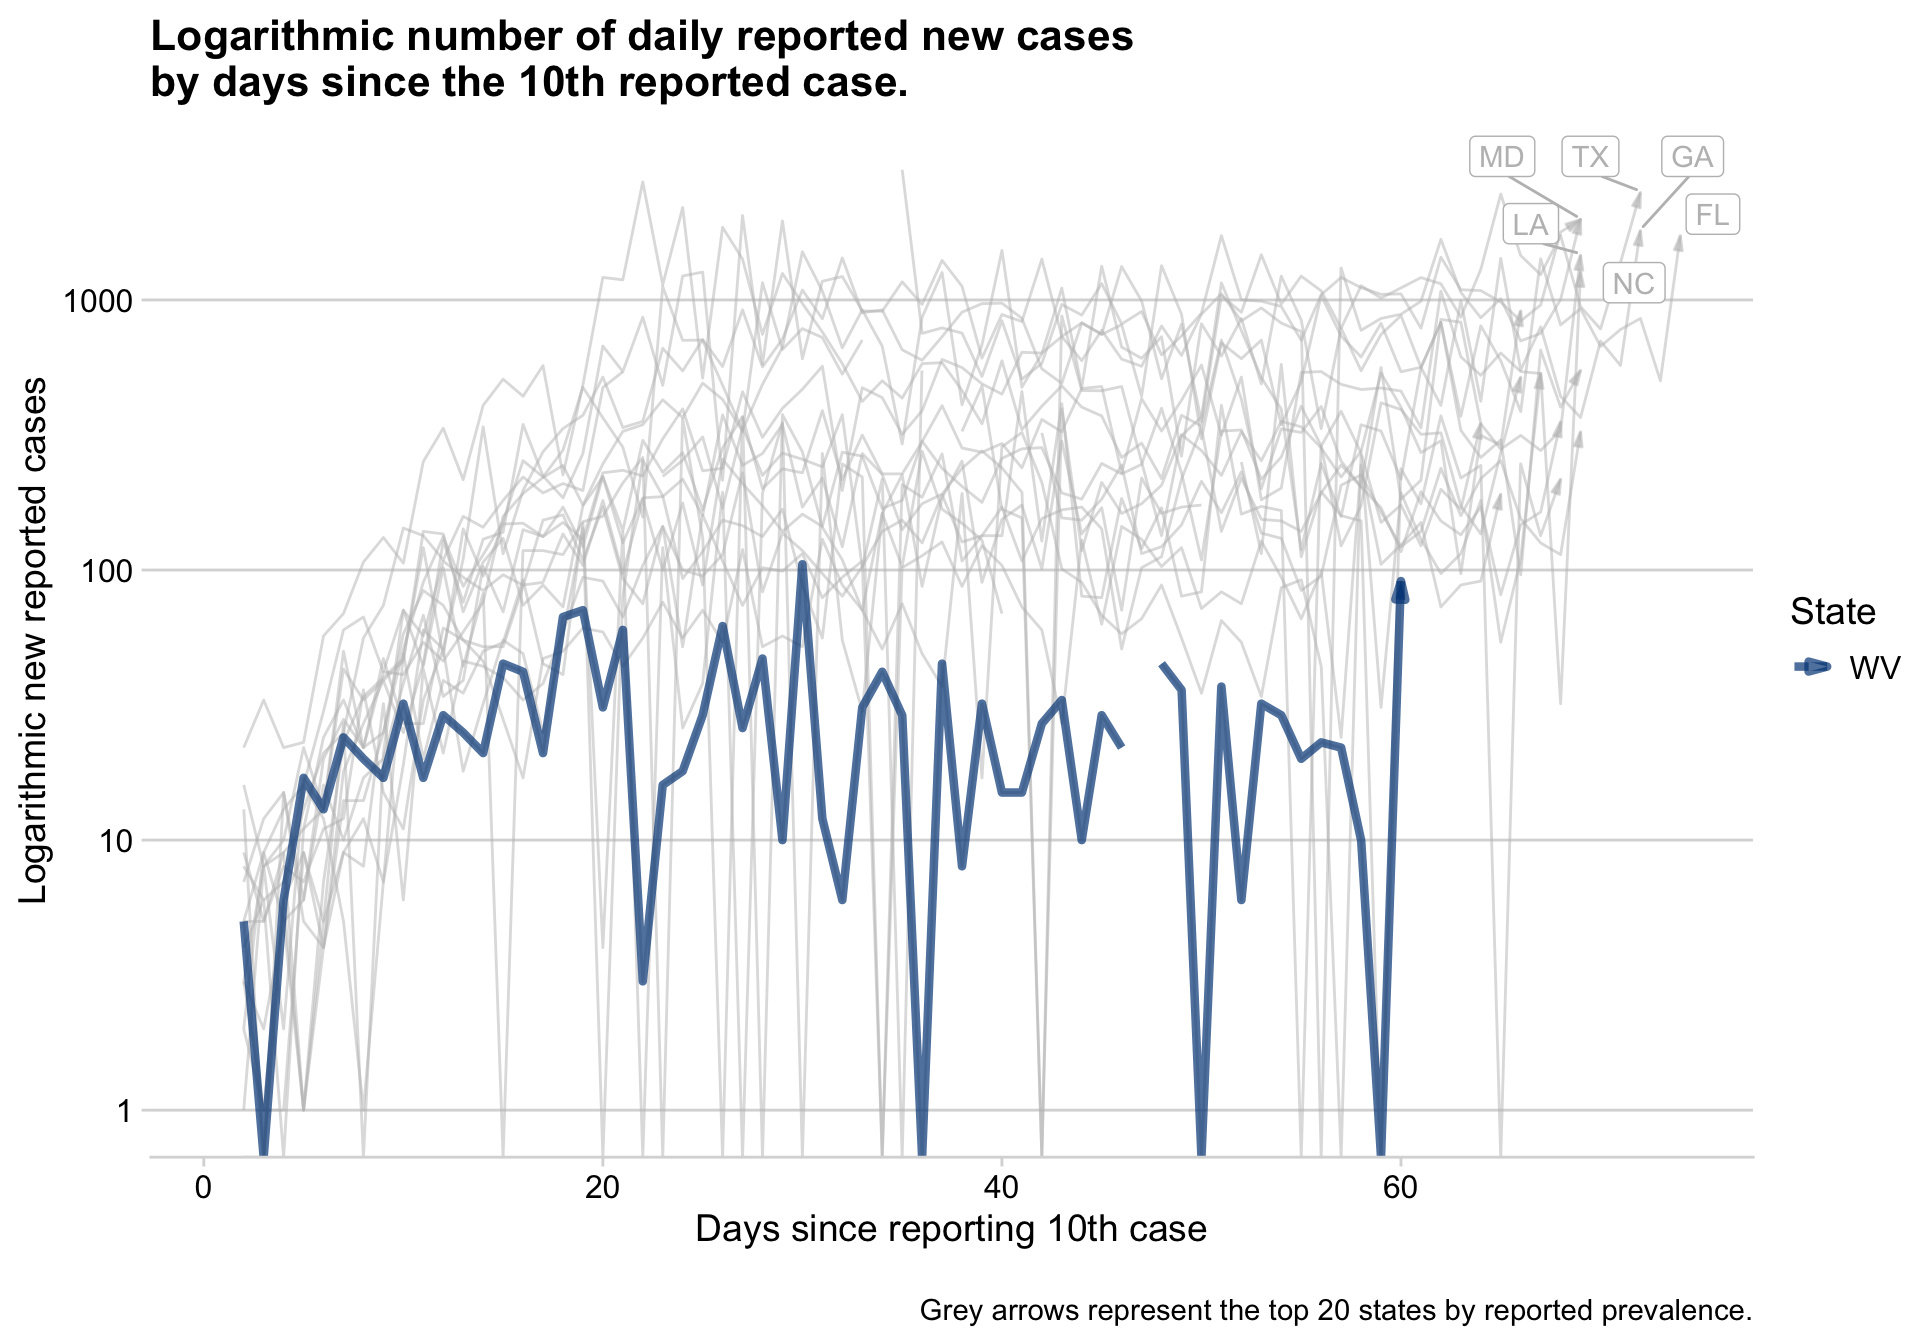 Logarithmic number of daily reported new cases
by days since the 10th reported case.
MD
TX
GA
LA
FL
NC
1000
100
10
1
Logarithmic new reported cases
0
20
40
60
Days since reporting 10th case
State
WV
Grey arrows represent the top 20 states by reported prevalence.